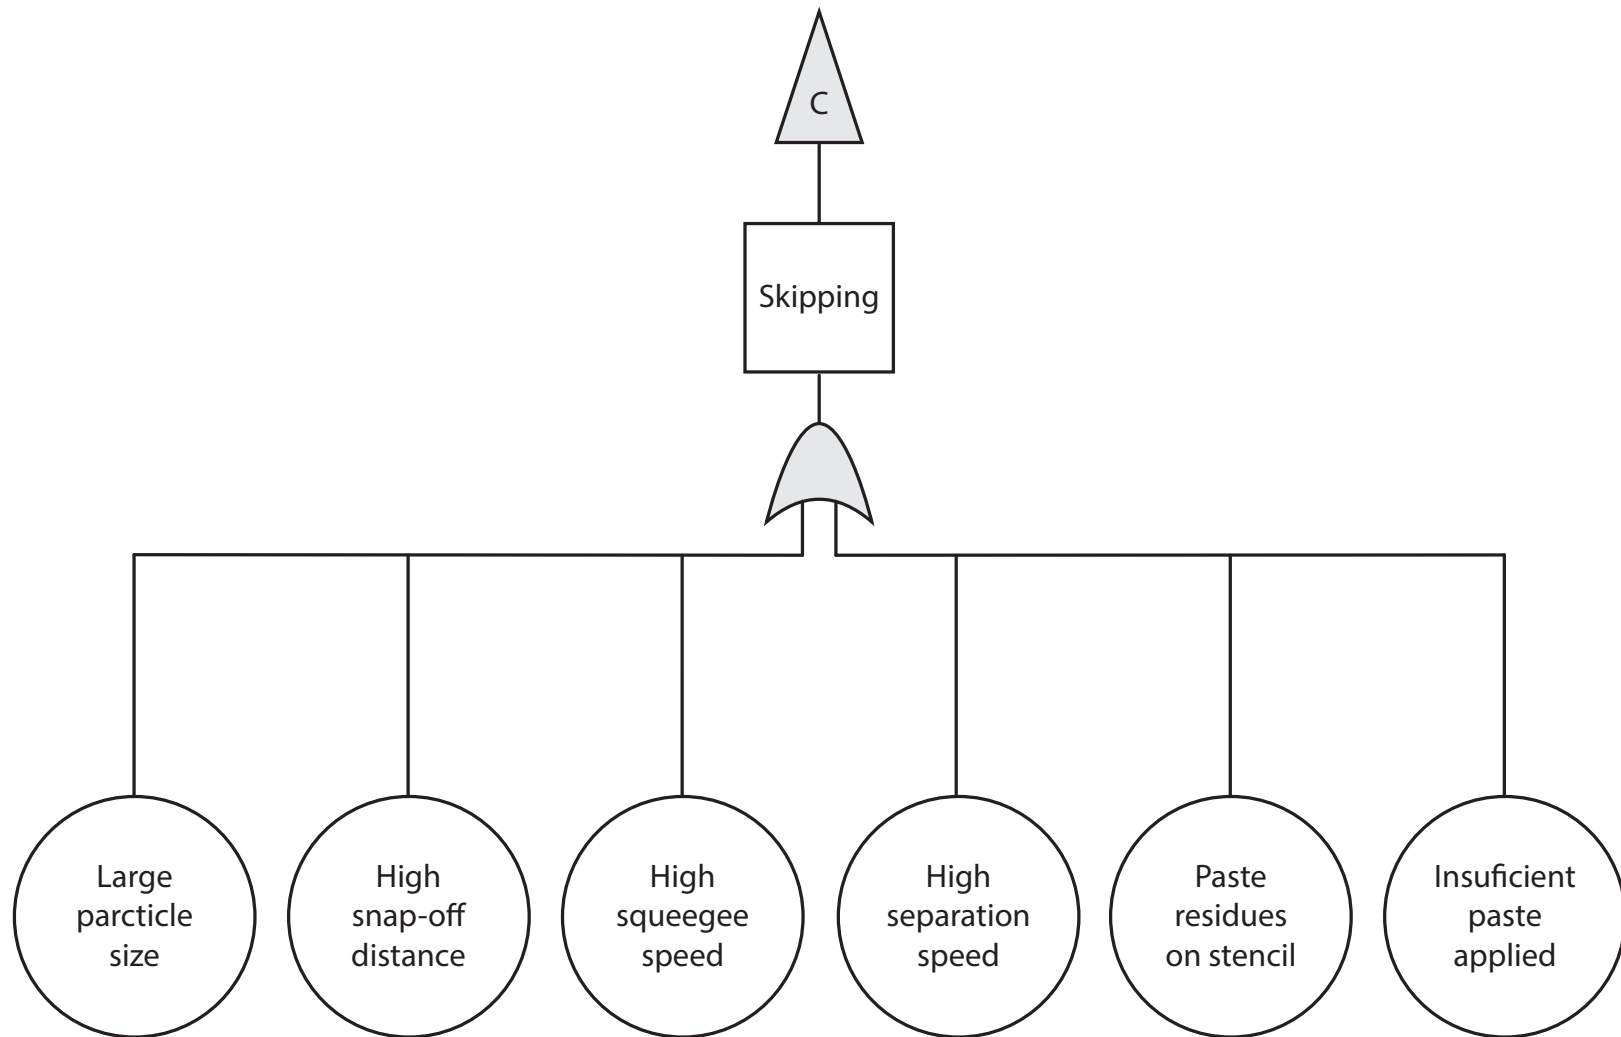 C
Skipping
Large
parcticle
size
High
snap-off
distance
High
squeegee
speed
High
separation
speed
Paste
residues
on stencil
Insuficient
paste
applied